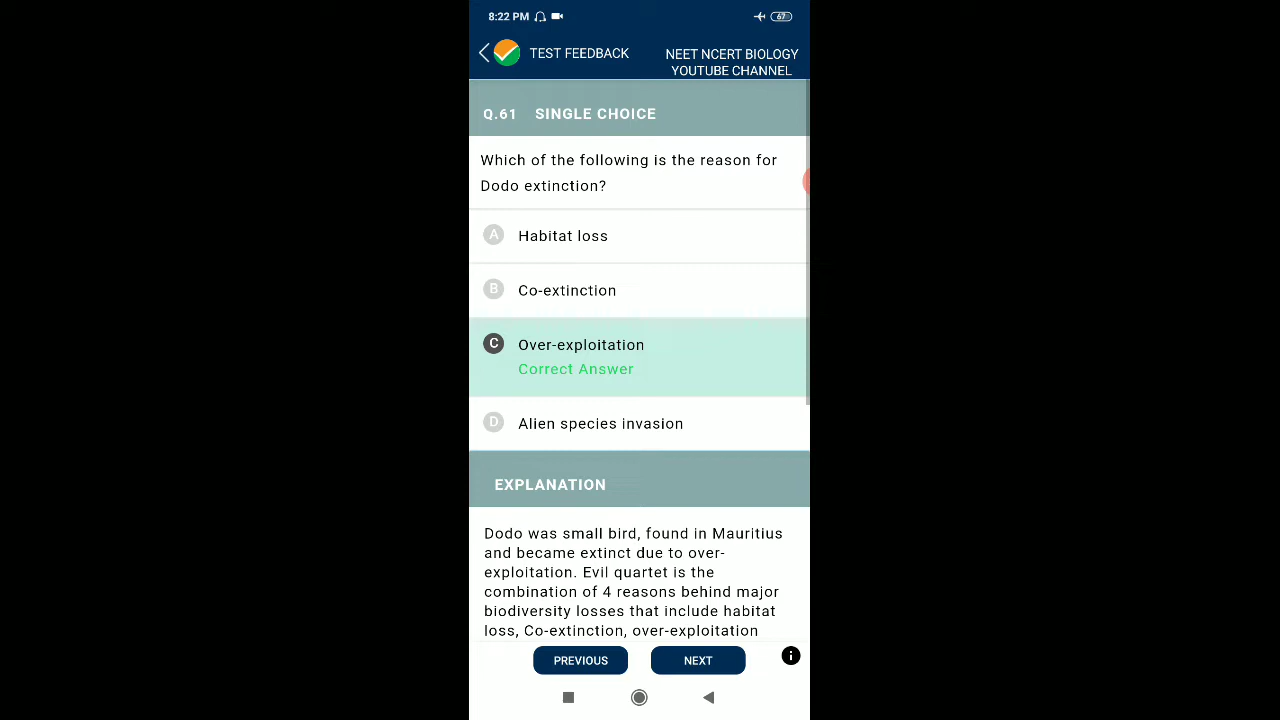 8:22 PM
67
TEST FEEDBACK
NEET NCERT BIOLOGY
YOUTUBE CHANNEL
Q.61 SINGLE CHOICE
Which of the following is the reason for
Dodo extinction?
A Habitat loss
B Co-extinction
C Over-exploitation
Correct Answer
D Alien species invasion
EXPLANATION
Dodo was small bird, found in Mauritius
and became extinct due to over-
exploitation. Evil quartet is the
combination of 4 reasons behind major
biodiversity losses that include habitat
loss, Co-extinction, over-exploitation
PREVIOUS
NEXT